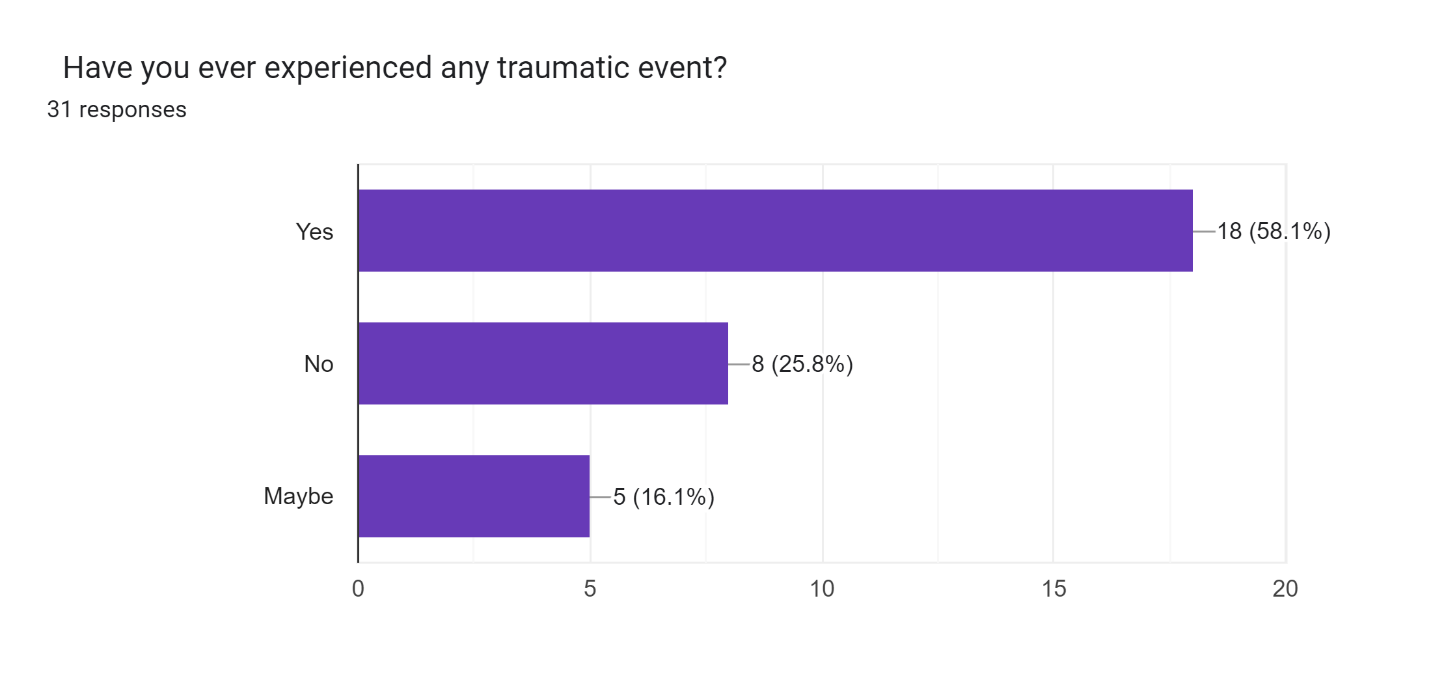 Have you ever experienced any traumatic event?
31 responses
Yes 18 (58.1%)
No 8 (25.8%)
Maybe 5 (16.1%)
0 5 10 15 20